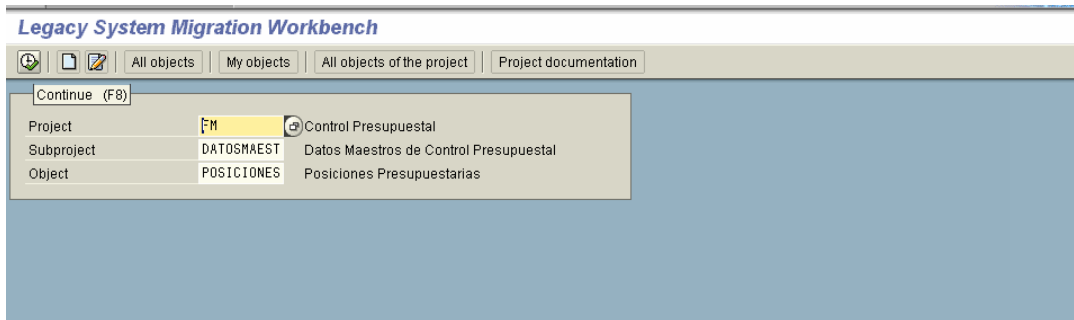 Legacy System Migration Workbench
All objects My objects All objects of the project Project documentation
Continue (F8)
Project FM Control Presupuestal
Subproject DATOSMAEST Datos Maestros de Control Presupuestal
Object POSICIONES Posiciones Presupuestarias